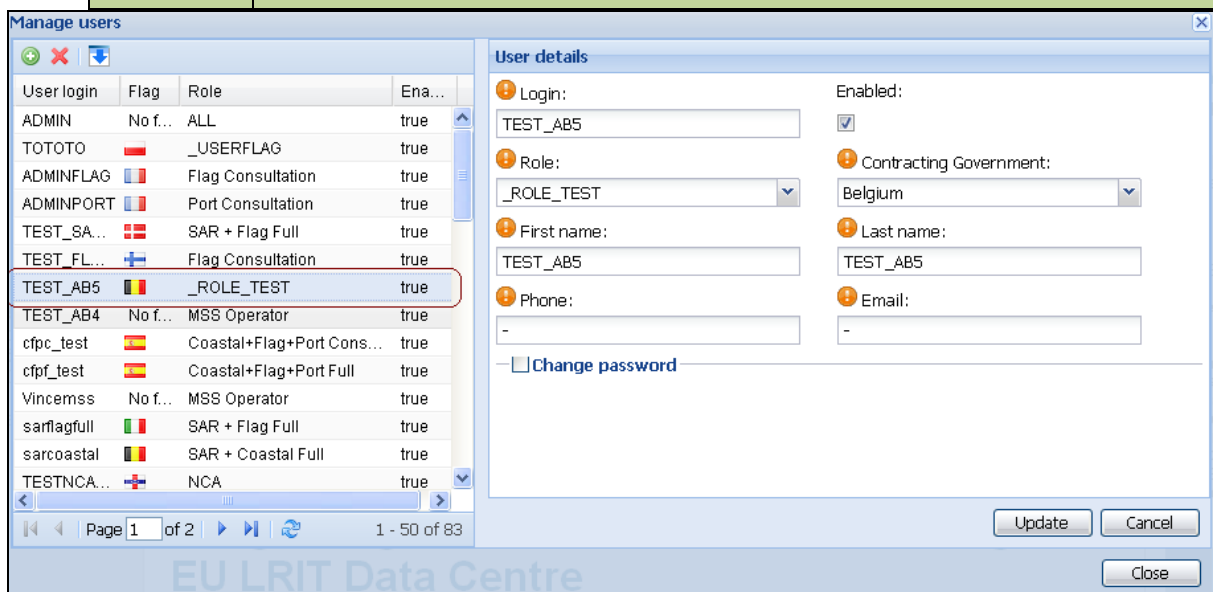 Manage users
User login Flag Role Ena...
ADMIN No f... ALL true
TOTOTO _USERFLAG true
ADMINFLAG Flag Consultation true
ADMINPORT Port Consultation true
TEST_SA... SAR + Flag Full true
TEST_FL... Flag Consultation true
TEST_AB5 _ROLE_TEST true
TEST_AB4 No f... MSS Operator true
cfpc_test Coastal+Flag+Port Cons... true
cfpf_test Coastal+Flag+Port Full true
Vincemss No f... MSS Operator true
sarflagfull SAR + Flag Full true
sarcoastal SAR + Coastal Full true
TESTNCA... NCA true
Page 1 of 2 1 - 50 of 83
User details
Login: Enabled:
TEST_AB5
Role: Contracting Government:
_ROLE_TEST Belgium
First name: Last name:
TEST_AB5 TEST_AB5
Phone: Email:
- -
Change password
Update Cancel
EU LRIT Data Centre
Close